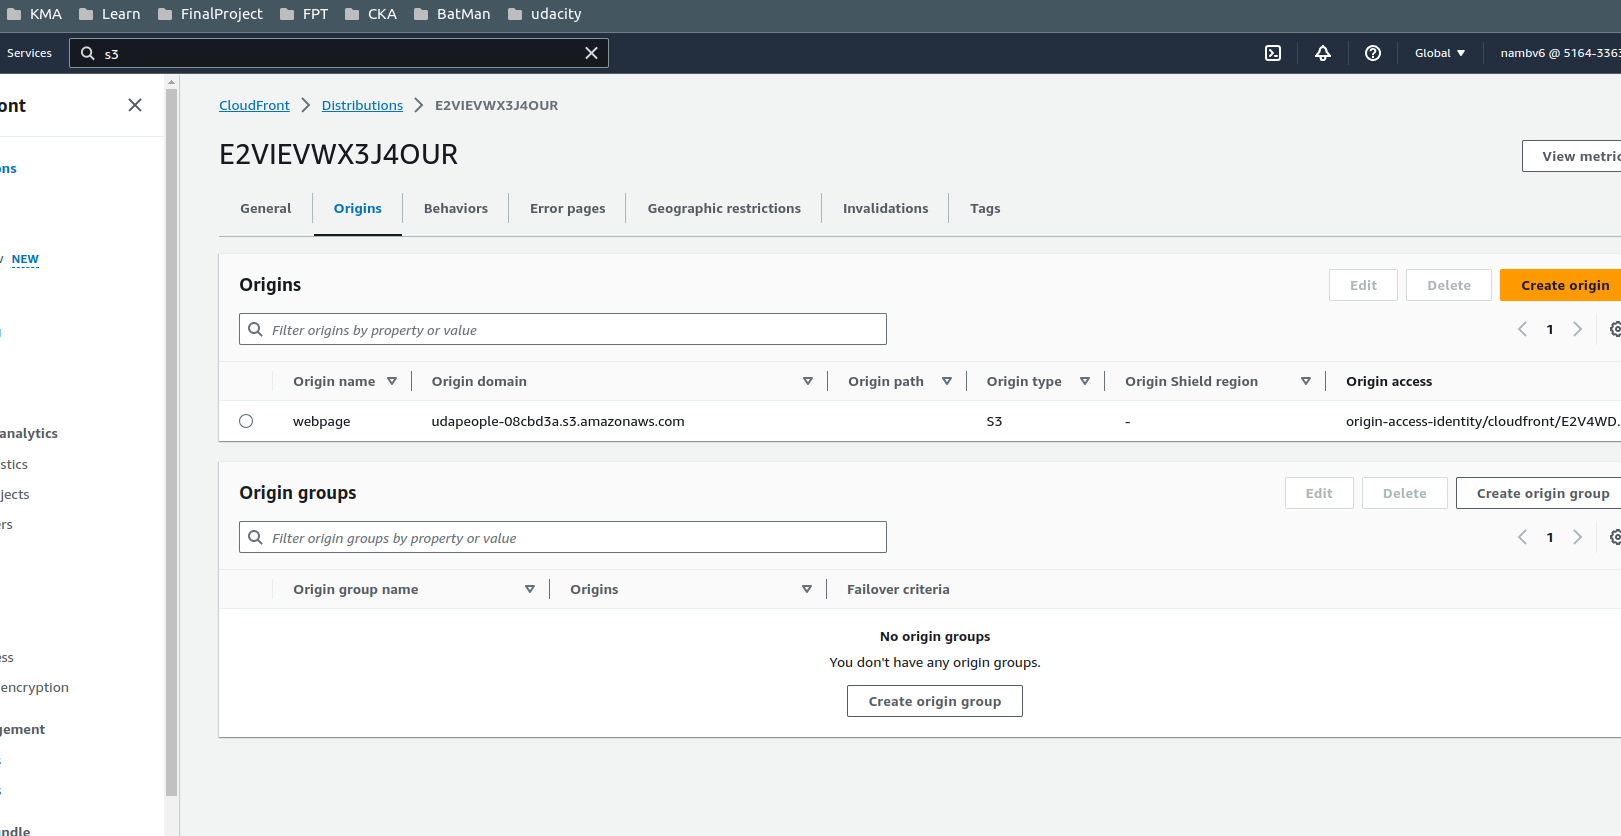 KMA Learn FinalProject FPT CKA BatMan udacity
Services s3 Global nambv6 @ 5164-3363
ont
CloudFront Distributions E2VIEVWX3J4OUR
ons
E2VIEVWX3J4OUR
View metric
General Origins Behaviors Error pages Geographic restrictions Invalidations Tags
NEW
Origins
Edit Delete Create origin
Filter origins by property or value
1
Origin name Origin domain Origin path Origin type Origin Shield region Origin access
webpage udapeople-08cbd3a.s3.amazonaws.com S3 - origin-access-identity/cloudfront/E2V4WD.
analytics
stics
jects
ers
Origin groups
Edit Delete Create origin group
Filter origin groups by property or value
1
Origin group name Origins Failover criteria
No origin groups
You don't have any origin groups.
Create origin group
ess
encryption
gement
s
s
ndle